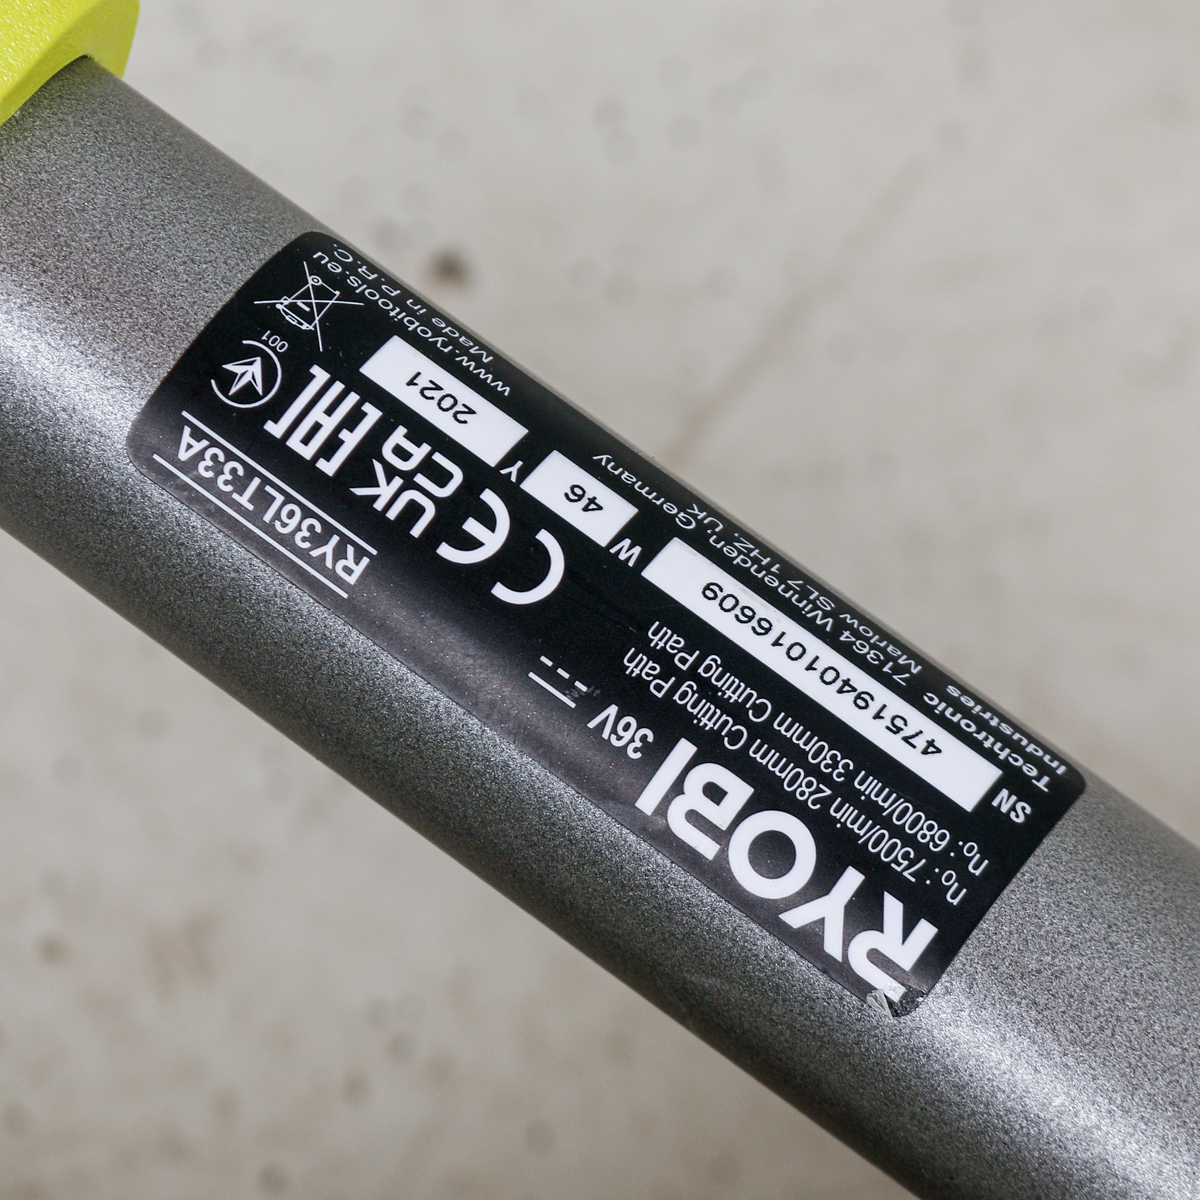 RYOBI 36V
RY36LT33A
n₀: 7500/min 280mm Cutting Path
n₀: 6800/min 330mm Cutting Path
CE UK CA EAC
001
SN 47519401016609 W 46 Y 2021
Techtronic Industries
71364 Winnenden, Germany
Marlow SL7 1HZ, UK
www.ryobitools.eu
Made in P.R.C.